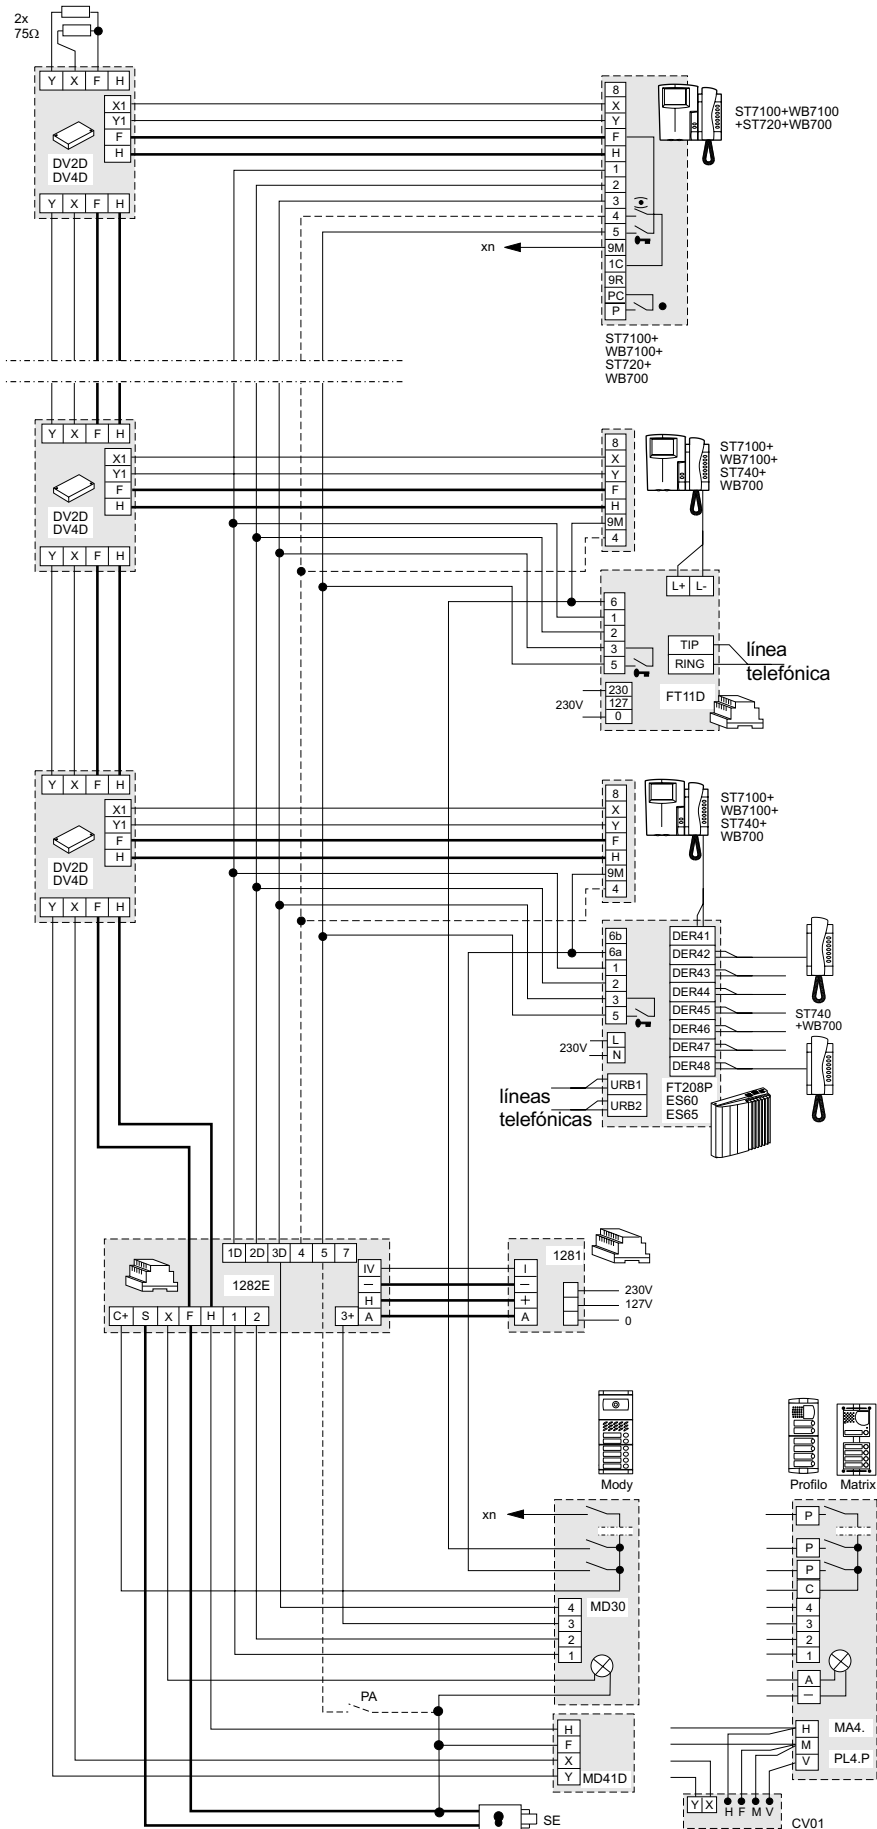 2x
75Ω
Y X F H
X1
Y1
F
H
DV2D
DV4D
Y X F H
8
X
Y
F
H
1
2
3
4
5
9M
1C
9R
PC
P
xn
ST7100+WB7100
+ST720+WB700
ST7100+
WB7100+
ST720+
WB700
Y X F H
X1
Y1
F
H
DV2D
DV4D
Y X F H
8
X
Y
F
H
9M
4
ST7100+
WB7100+
ST740+
WB700
L+ L-
6
1
2
3
5
TIP
RING
línea
telefónica
230
127
0
230V
FT11D
Y X F H
X1
Y1
F
H
DV2D
DV4D
Y X F H
8
X
Y
F
H
9M
4
ST7100+
WB7100+
ST740+
WB700
6b
6a
1
2
3
5
DER41
DER42
DER43
DER44
DER45
DER46
DER47
DER48
ST740
+WB700
230V
L
N
URB1
URB2
líneas
telefónicas
FT208P
ES60
ES65
1D 2D 3D 4 5 7
1282E
IV
–
H
A
3+
C+ S X F H 1 2
1281
I
–
+
A
230V
127V
0
Mody
xn
4
3
2
1
MD30
PA
H
F
X
Y
MD41D
SE
Profilo Matrix
P
P
P
C
4
3
2
1
A
–
H
M
V
MA4.
PL4.P
Y X H F M V
CV01